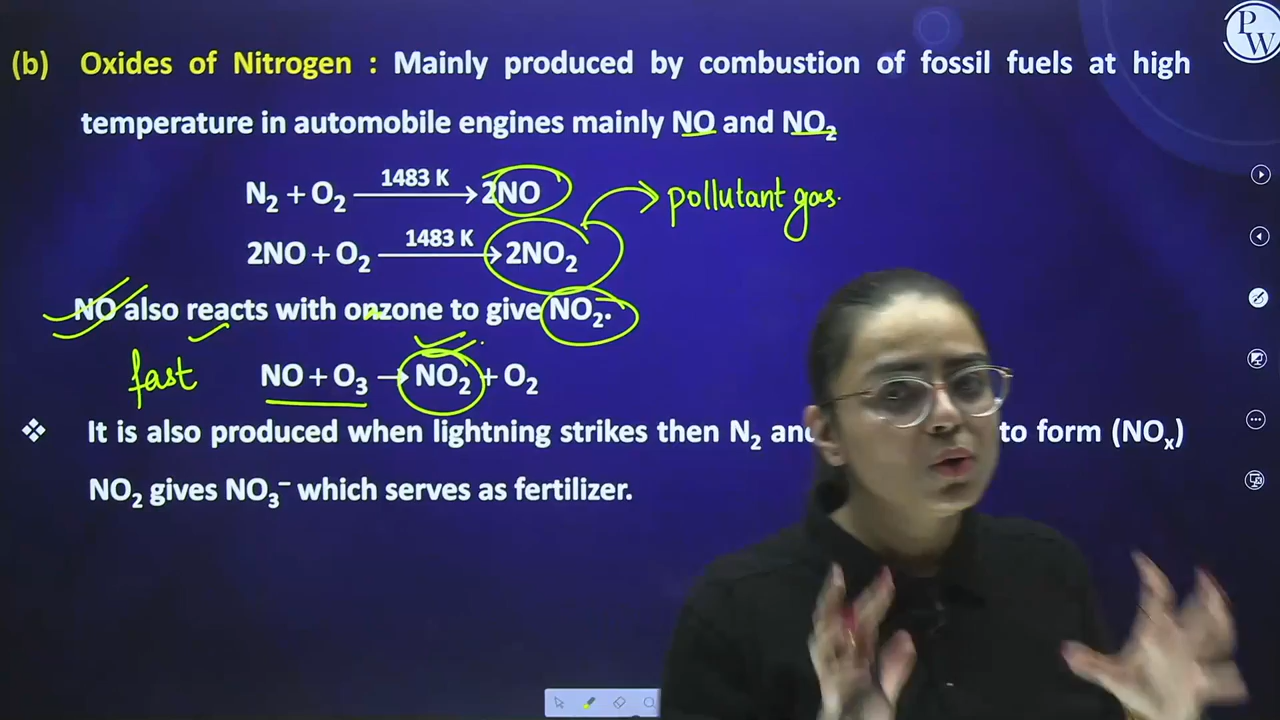 PW
(b) Oxides of Nitrogen : Mainly produced by combustion of fossil fuels at high
temperature in automobile engines mainly NO and NO₂
N₂ + O₂ —1483 K→ 2NO
pollutant gas.
2NO + O₂ —1483 K→ 2NO₂
NO also reacts with onzone to give NO₂.
fast NO + O₃ → NO₂ + O₂
❖ It is also produced when lightning strikes then N₂ and to form (NOₓ)
NO₂ gives NO₃⁻ which serves as fertilizer.